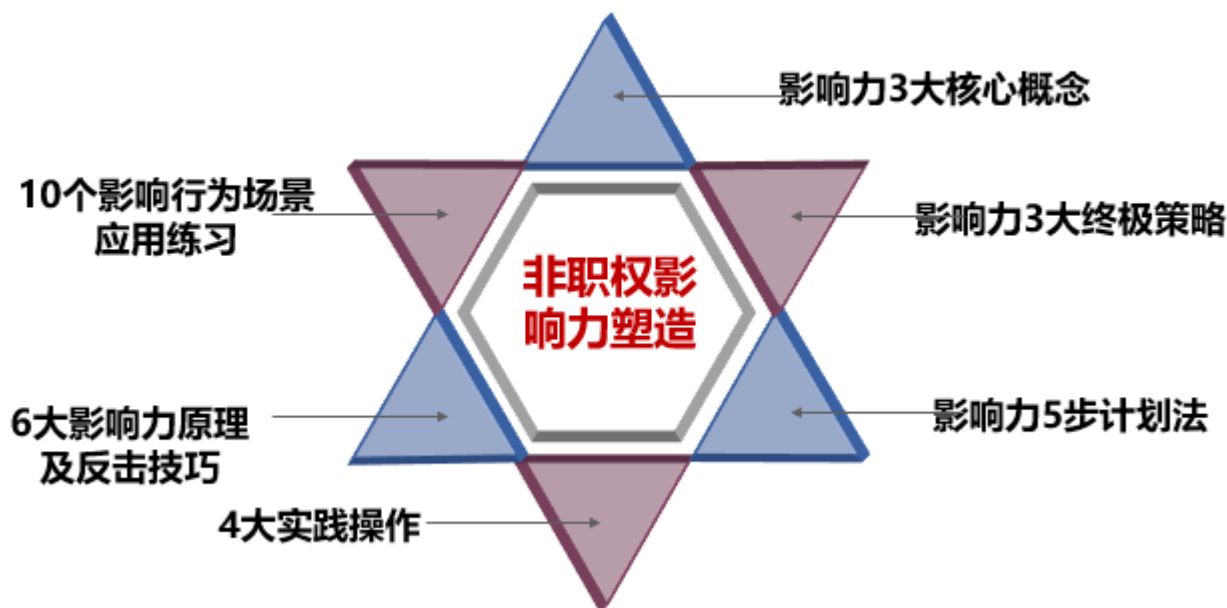 影响力3大核心概念
10个影响行为场景
应用练习
影响力3大终极策略
非职权影
响力塑造
6大影响力原理
及反击技巧
影响力5步计划法
4大实践操作